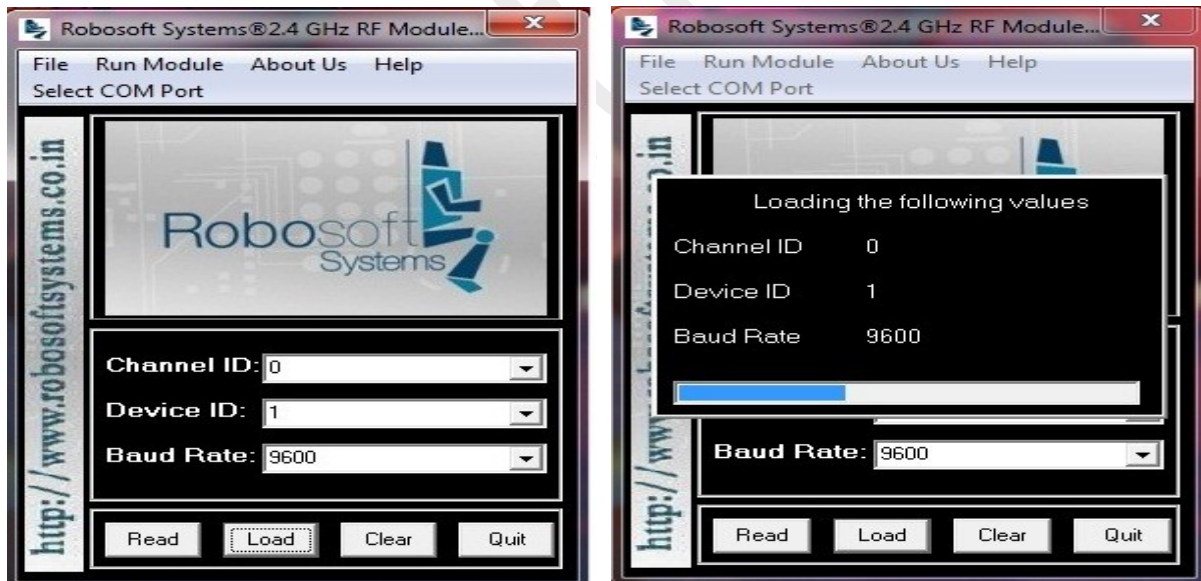 Robosoft Systems®2.4 GHz RF Module...
File Run Module About Us Help
Select COM Port
http://www.robosoftsystems.co.in
Robosoft
Systems
Channel ID: 0
Device ID: 1
Baud Rate: 9600
Read Load Clear Quit
Robosoft Systems®2.4 GHz RF Module...
File Run Module About Us Help
Select COM Port
Loading the following values
Channel ID 0
Device ID 1
Baud Rate 9600
Baud Rate: 9600
Read Load Clear Quit